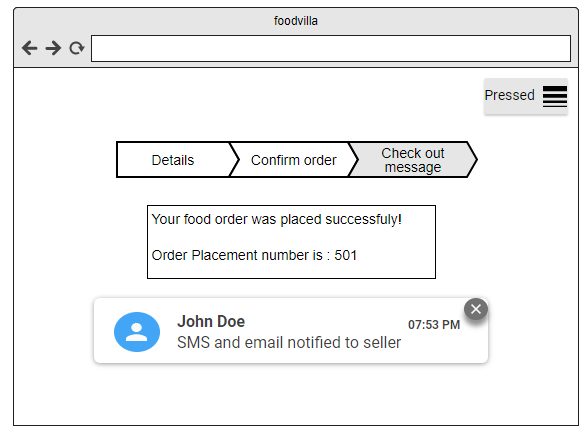 foodvilla
Pressed
Details
Confirm order
Check out
message
Your food order was placed successfuly!
Order Placement number is : 501
John Doe
07:53 PM
SMS and email notified to seller